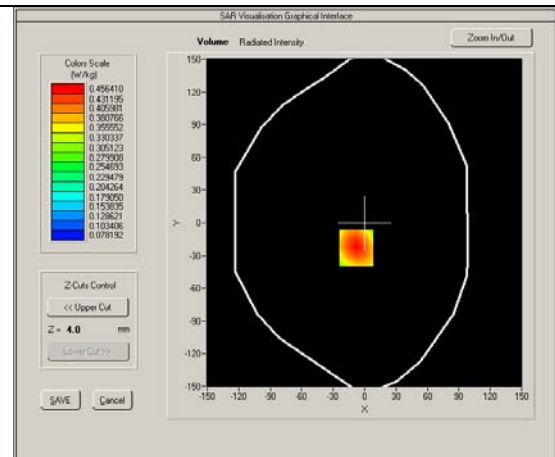 SAR Visualisation Graphical Interface
Volume Radiated Intensity
Zoom In/Out
Colors Scale
(W/kg)
0.456410
0.431195
0.405981
0.380766
0.355552
0.330337
0.305123
0.279908
0.254693
0.229479
0.204264
0.179050
0.153835
0.128621
0.103406
0.078192
Z-Cuts Control
<< Upper Cut
Z = 4.0 mm
Lower Cut >>
SAVE Cancel
150
120
90
60
30
0
-30
-60
-90
-120
-150
Y
-150 -120 -90 -60 -30 0 30 60 90 120 150
X